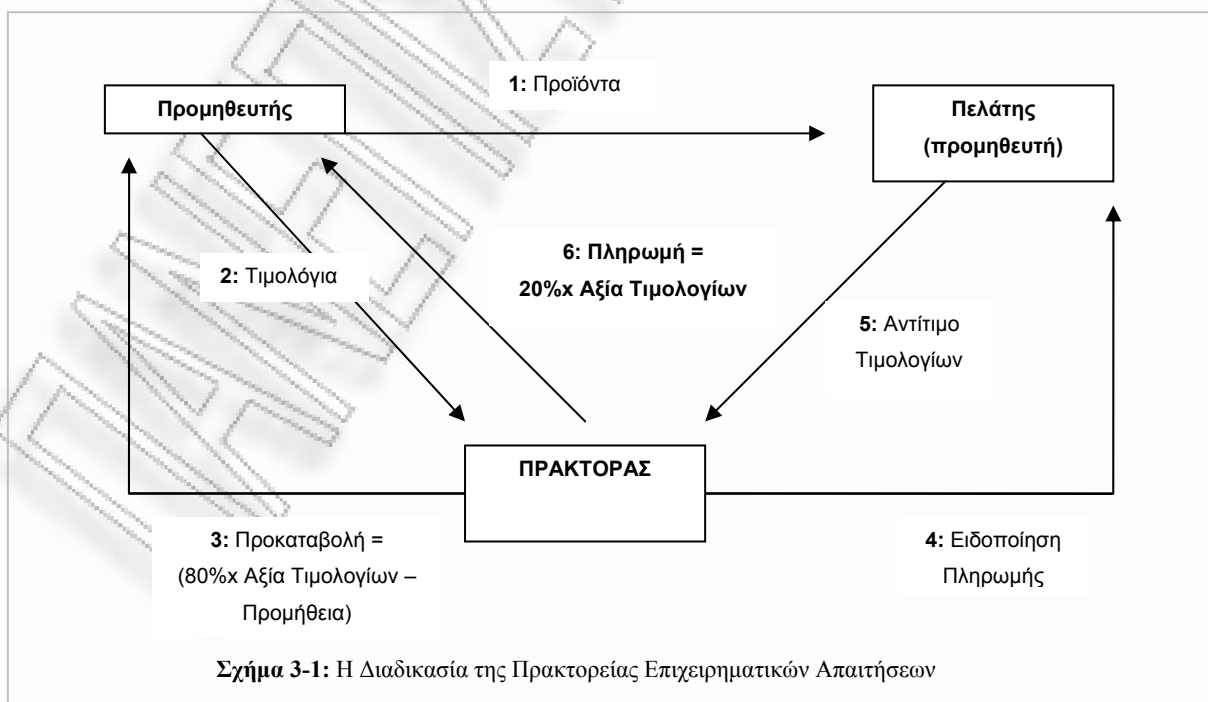 1: Προϊόντα
Προμηθευτής
Πελάτης
(προμηθευτή)
2: Τιμολόγια
6: Πληρωμή =
20%x Αξία Τιμολογίων
5: Αντίτιμο
Τιμολογίων
ΠΡΑΚΤΟΡΑΣ
3: Προκαταβολή =
(80%x Αξία Τιμολογίων –
Προμήθεια)
4: Ειδοποίηση
Πληρωμής
Σχήμα 3-1: Η Διαδικασία της Πρακτορείας Επιχειρηματικών Απαιτήσεων